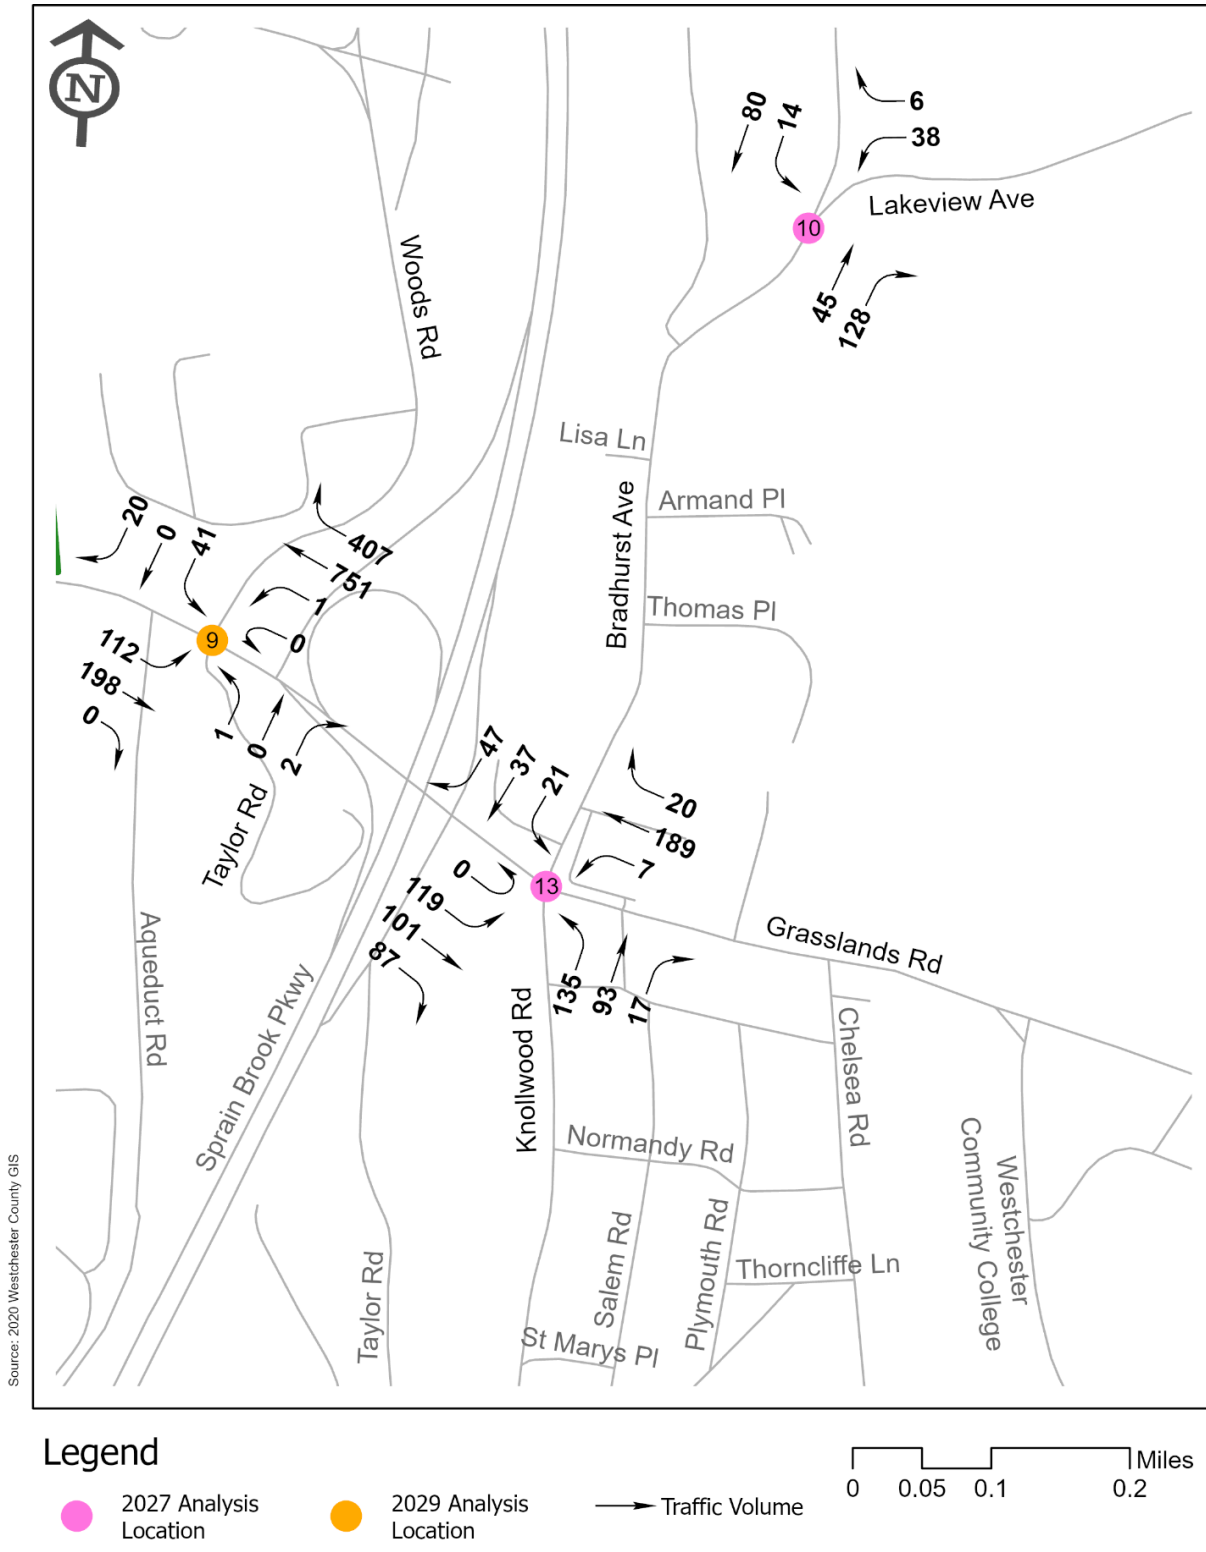 N
80
14
6
38
Lakeview Ave
10
45
128
Woods Rd
Lisa Ln
Armand Pl
Bradhurst Ave
Thomas Pl
20
0
41
407
751
1
0
9
112
198
0
1
0
2
Taylor Rd
47
37
21
20
189
7
0
119
101
87
13
135
93
17
Grasslands Rd
Aqueduct Rd
Sprain Brook Pkwy
Knollwood Rd
Chelsea Rd
Normandy Rd
Westchester
Community College
Salem Rd
Plymouth Rd
Thorncliffe Ln
Taylor Rd
St Marys Pl
Source: 2020 Westchester County GIS
Legend
2027 Analysis
Location
2029 Analysis
Location
Traffic Volume
Miles
0 0.05 0.1 0.2